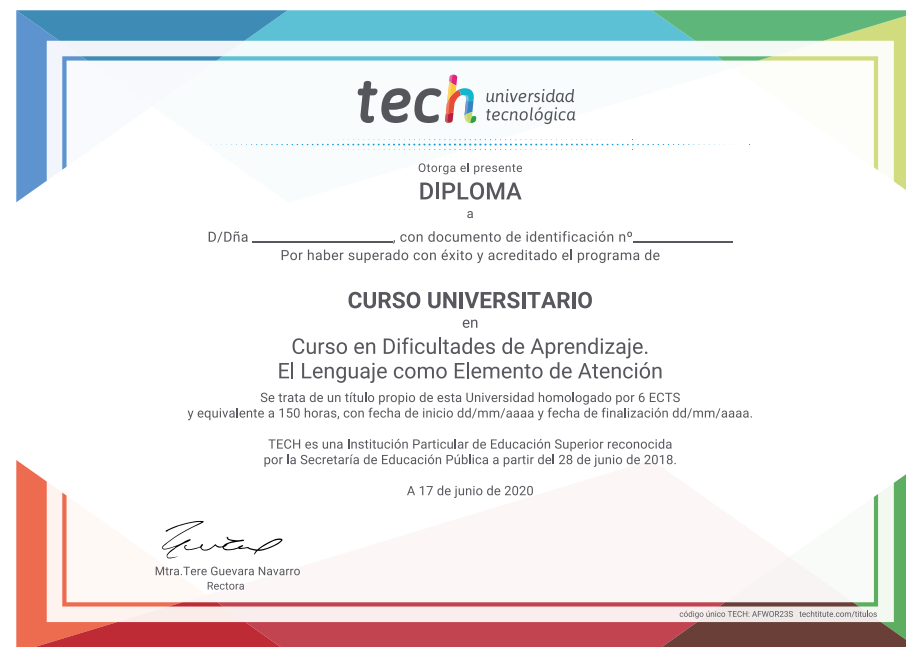 tech universidad
tecnológica
Otorga el presente
DIPLOMA
a
D/Dña ____________________, con documento de identificación nº______________
Por haber superado con éxito y acreditado el programa de
CURSO UNIVERSITARIO
en
Curso en Dificultades de Aprendizaje.
El Lenguaje como Elemento de Atención
Se trata de un título propio de esta Universidad homologado por 6 ECTS
y equivalente a 150 horas, con fecha de inicio dd/mm/aaaa y fecha de finalización dd/mm/aaaa.
TECH es una Institución Particular de Educación Superior reconocida
por la Secretaría de Educación Pública a partir del 28 de junio de 2018.
A 17 de junio de 2020
Mtra.Tere Guevara Navarro
Rectora
código único TECH: AFWOR23S techtitute.com/titulos